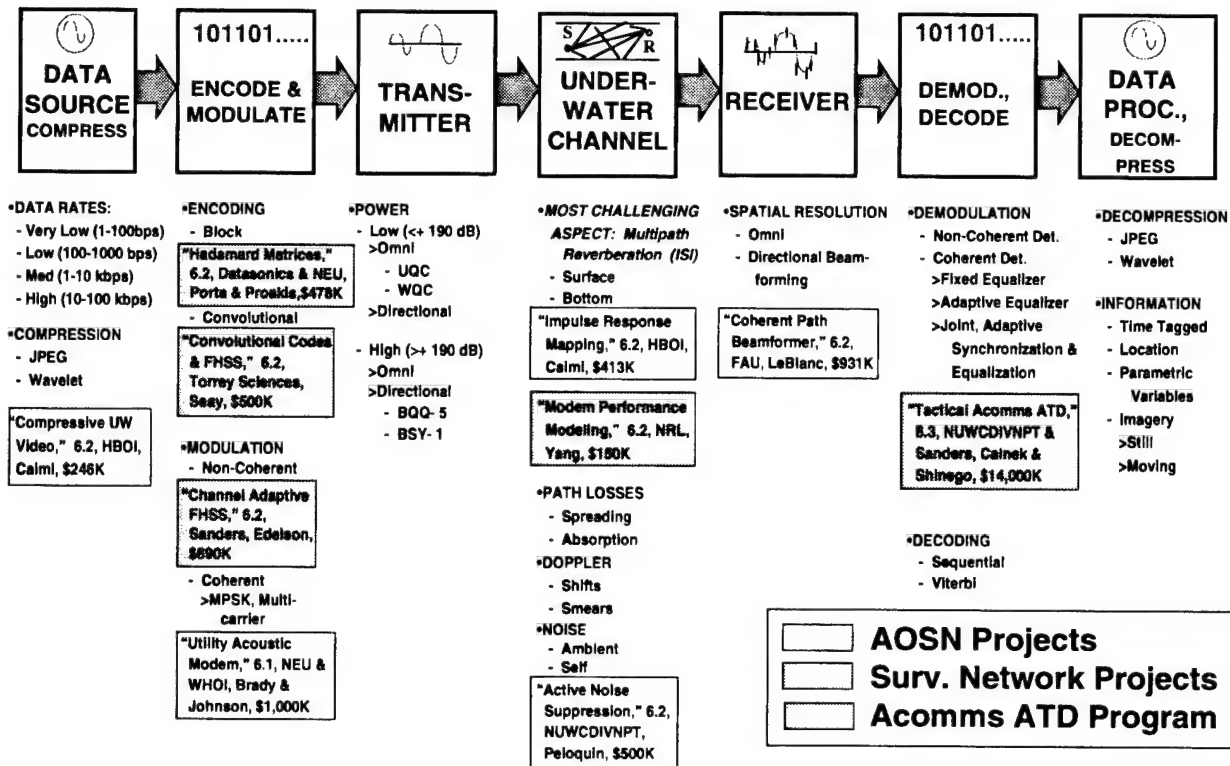 DATA
SOURCE
COMPRESS
101101.....
ENCODE &
MODULATE
TRANS-
MITTER
S
R
UNDER-
WATER
CHANNEL
RECEIVER
101101.....
DEMOD.,
DECODE
DATA
PROC.,
DECOM-
PRESS
•DATA RATES:
- Very Low (1-100bps)
- Low (100-1000 bps)
- Med (1-10 kbps)
- High (10-100 kbps)
•COMPRESSION
- JPEG
- Wavelet
"Compressive UW
Video," 6.2, HBOI,
Caimi, $246K
•ENCODING
- Block
"Hadamard Matrices,"
6.2, Datasonics & NEU,
Porta & Proakis,$478K
- Convolutional
"Convolutional Codes
& FHSS," 6.2,
Torrey Sciences,
Seay, $500K
•MODULATION
- Non-Coherent
"Channel Adaptive
FHSS," 6.2,
Sanders, Edelson,
$690K
- Coherent
>MPSK, Multi-
carrier
"Utility Acoustic
Modem," 6.1, NEU &
WHOI, Brady &
Johnson, $1,000K
•POWER
- Low (<+ 190 dB)
>Omni
- UQC
- WQC
>Directional
- High (>+ 190 dB)
>Omni
>Directional
- BQQ- 5
- BSY- 1
•MOST CHALLENGING
ASPECT: Multipath
Reverberation (ISI)
- Surface
- Bottom
"Impulse Response
Mapping," 6.2, HBOI,
Caimi, $413K
"Modem Performance
Modeling," 6.2, NRL,
Yang, $150K
•PATH LOSSES
- Spreading
- Absorption
•DOPPLER
- Shifts
- Smears
•NOISE
- Ambient
- Self
"Active Noise
Suppression," 6.2,
NUWCDIVNPT,
Peloquin, $500K
•SPATIAL RESOLUTION
- Omni
- Directional Beam-
forming
"Coherent Path
Beamformer," 6.2,
FAU, LeBlanc, $931K
•DEMODULATION
- Non-Coherent Det.
- Coherent Det.
>Fixed Equalizer
>Adaptive Equalizer
>Joint, Adaptive
Synchronization &
Equalization
"Tactical Acomms ATD,"
6.3, NUWCDIVNPT &
Sanders, &
Shinego, $14,000K
•DECODING
- Sequential
- Viterbi
•DECOMPRESSION
- JPEG
- Wavelet
•INFORMATION
- Time Tagged
- Location
- Parametric
Variables
- Imagery
>Still
>Moving
AOSN Projects
Surv. Network Projects
Acomms ATD Program